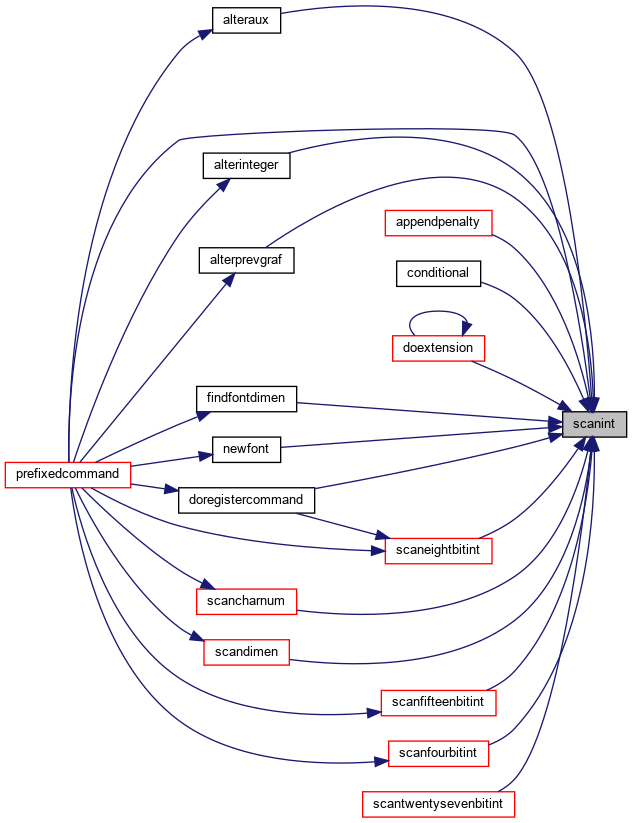 alteraux
alterinteger
appendpenalty
alterprevgraf
conditional
doextension
findfontdimen
scanint
newfont
prefixedcommand
doregistercommand
scaneightbitint
scancharnum
scandimen
scanfifteenbitint
scanfourbitint
scantwentysevenbitint